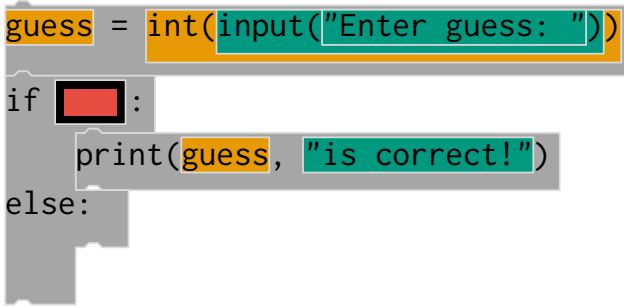 guess = int(input("Enter guess: "))
if :
print(guess, "is correct!")
else: